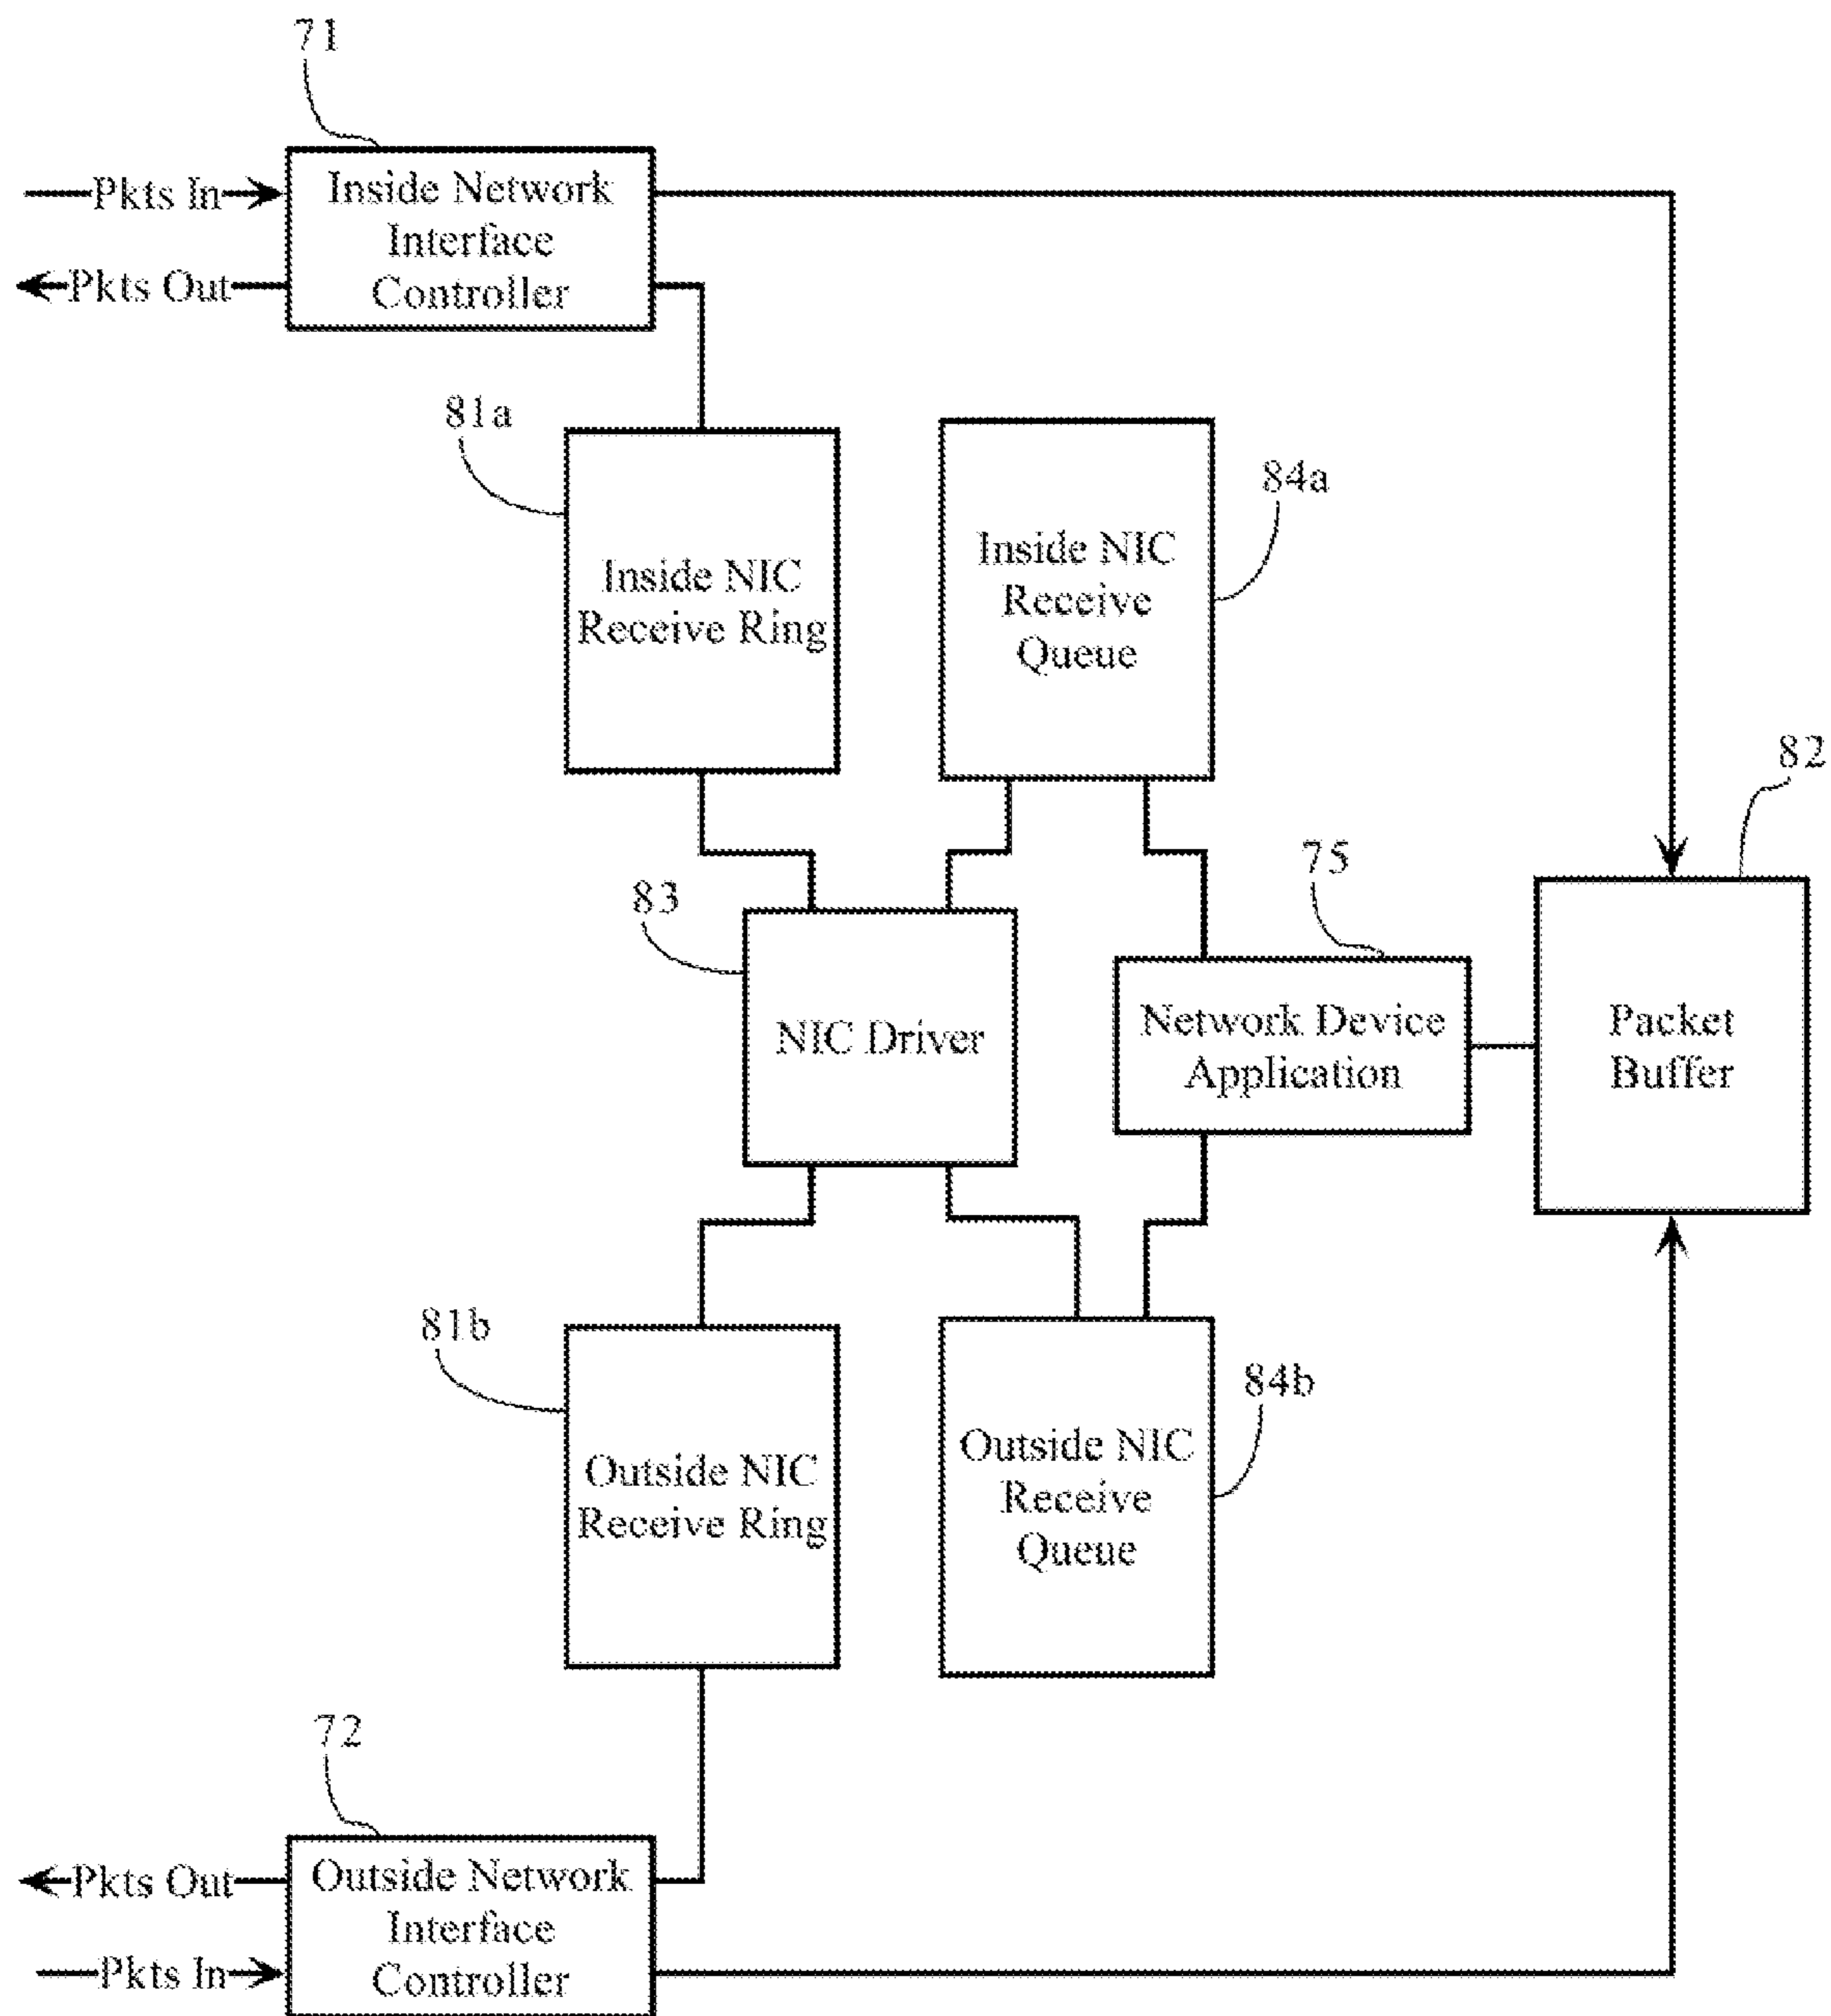 71
Pkts In
Inside Network
Interface
Controller
Pkts Out
81a
84a
Inside NIC
Receive Ring
Inside NIC
Receive
Queue
82
75
83
NIC Driver
Network Device
Application
Packet
Buffer
81b
84b
Outside NIC
Receive Ring
Outside NIC
Receive
Queue
72
Pkts Out
Outside Network
Interface
Controller
Pkts In